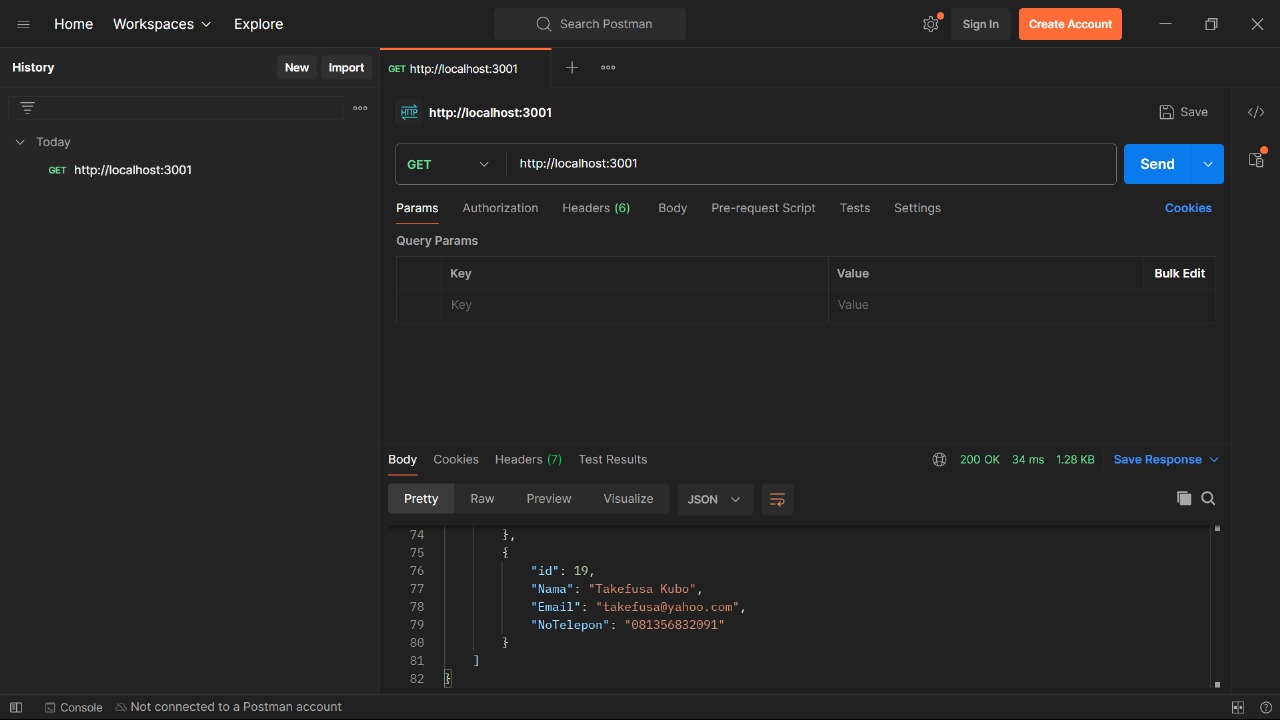 Home Workspaces Explore Search Postman Sign In Create Account
History New Import GET http://localhost:3001
HTTP http://localhost:3001 Save
Today
GET http://localhost:3001
GET http://localhost:3001 Send
Params Authorization Headers (6) Body Pre-request Script Tests Settings Cookies
Query Params
Key Value Bulk Edit
Key Value
Body Cookies Headers (7) Test Results 200 OK 34 ms 1.28 KB Save Response
Pretty Raw Preview Visualize JSON
74 },
75 {
76 "id": 19,
77 "Nama": "Takefusa Kubo",
78 "Email": "takefusa@yahoo.com",
79 "NoTelepon": "081356832091"
80 }
81 ]
82 }
Console Not connected to a Postman account